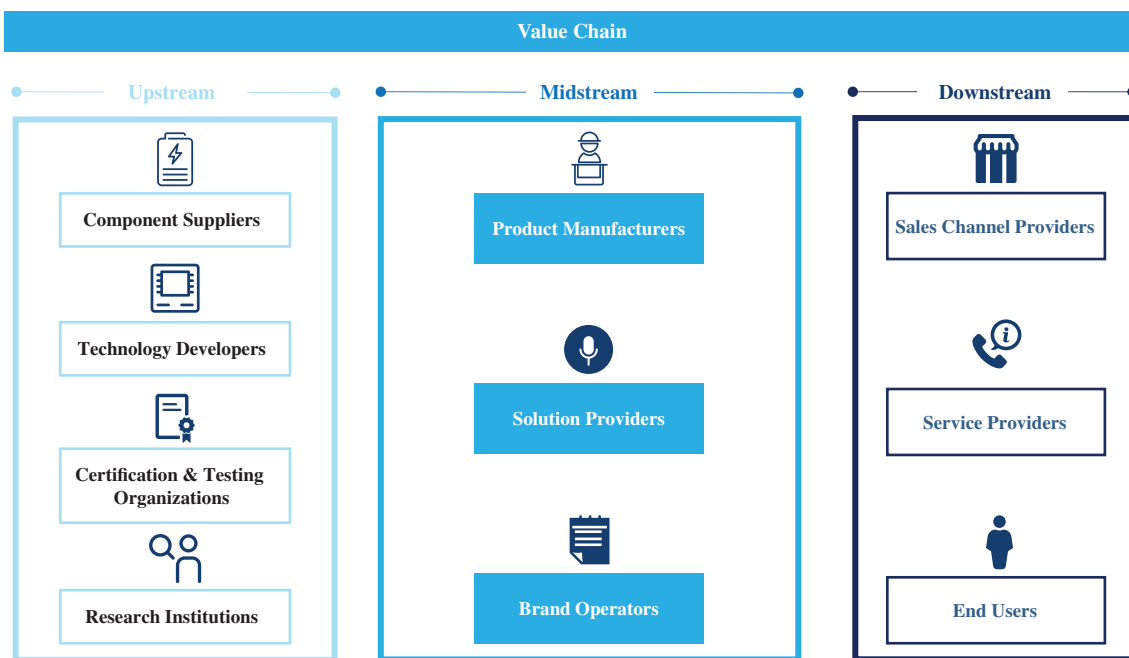 Value Chain
Upstream
Component Suppliers
Technology Developers
Certification & Testing
Organizations
Research Institutions
Midstream
Product Manufacturers
Solution Providers
Brand Operators
Downstream
Sales Channel Providers
i
Service Providers
End Users